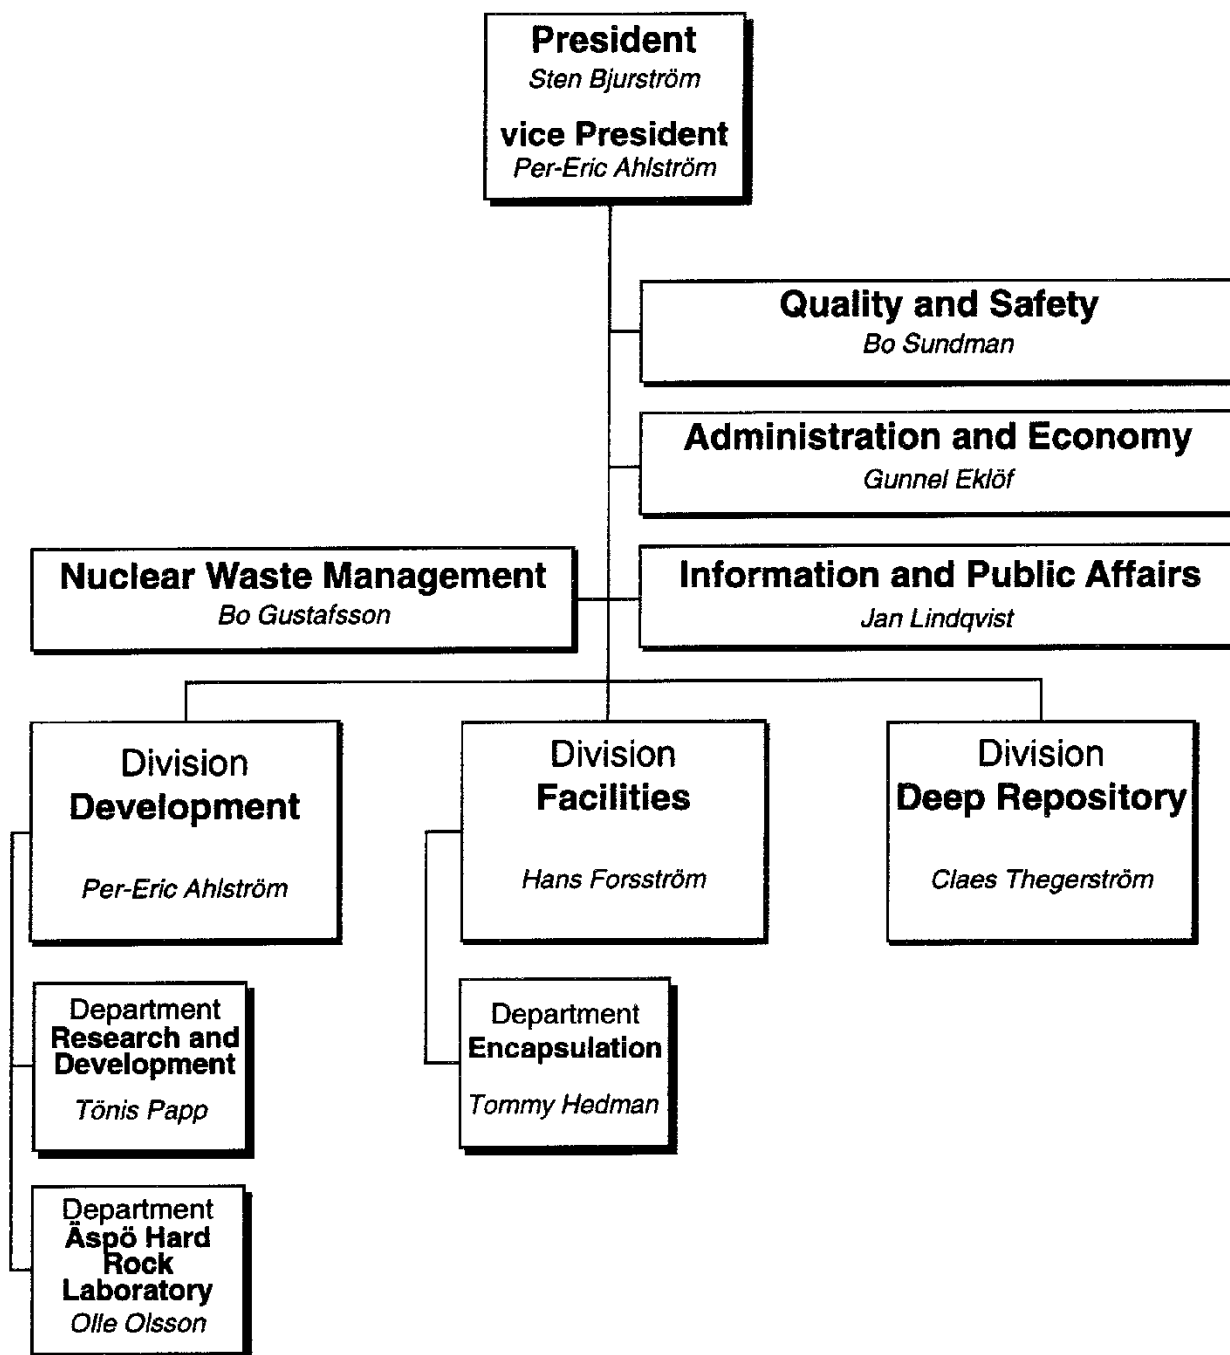 President
Sten Bjurström
vice President
Per-Eric Ahlström
Quality and Safety
Bo Sundman
Administration and Economy
Gunnel Eklöf
Nuclear Waste Management
Bo Gustafsson
Information and Public Affairs
Jan Lindqvist
Division
Development
Per-Eric Ahlström
Division
Facilities
Hans Forsström
Division
Deep Repository
Claes Thegerström
Department
Research and
Development
Tönis Papp
Department
Encapsulation
Tommy Hedman
Department
Äspö Hard
Rock
Laboratory
Olle Olsson